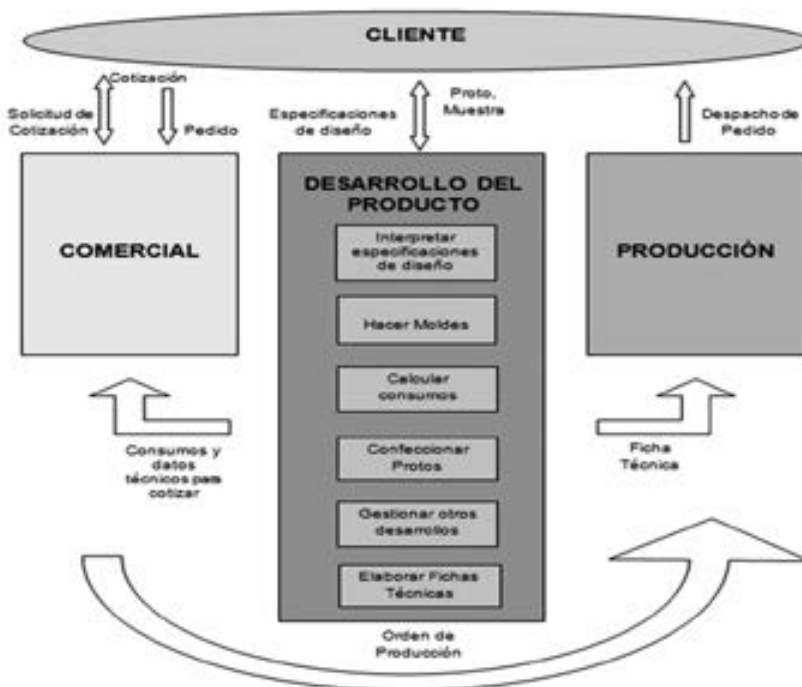 CLIENTE
Cotización
Solicitud de
Cotización
Pedido
Especificaciones
de diseño
Proto,
Muestra
Despacho de
Pedido
COMERCIAL
DESARROLLO DEL
PRODUCTO
Interpretar
especificaciones
de diseño
Hacer Moldes
Calcular
consumos
Confeccionar
Protos
Gestionar otros
desarrollos
Elaborar Fichas
Técnicas
PRODUCCIÓN
Consumos y
datos
técnicos para
cotizar
Ficha
Técnica
Orden de
Producción